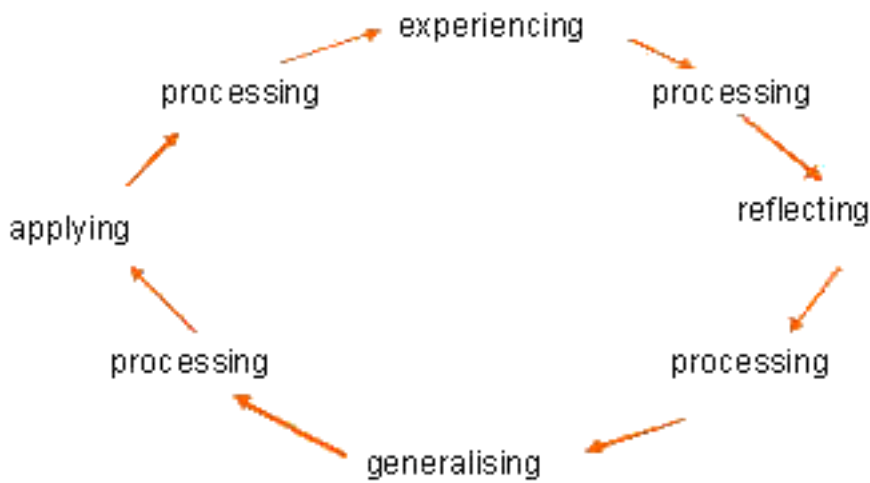 experiencing
processing
processing
applying
reflecting
processing
processing
generalising